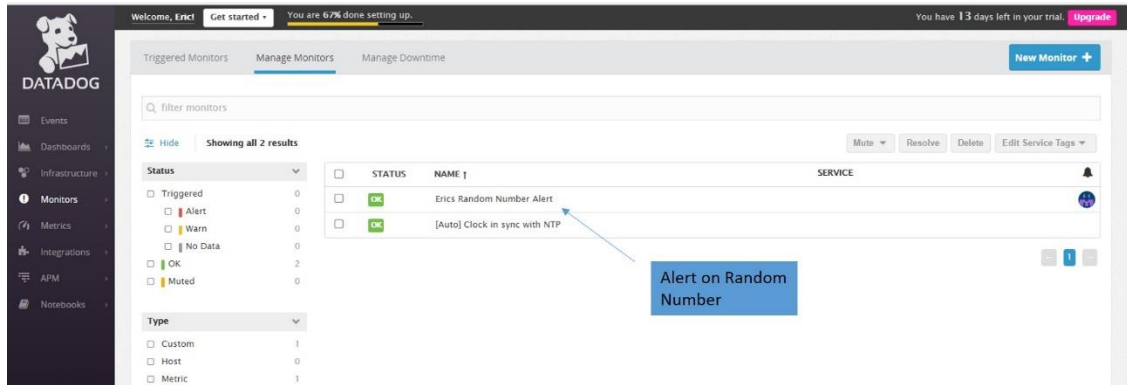 Welcome, Eric!
Get started
You are 67% done setting up.
You have 13 days left in your trial.
Upgrade
DATADOG
Events
Dashboards
Infrastructure
Monitors
Metrics
Integrations
APM
Notebooks
Triggered Monitors
Manage Monitors
Manage Downtime
New Monitor +
filter monitors
Hide
Showing all 2 results
Mute
Resolve
Delete
Edit Service Tags
Status
Triggered 0
Alert 0
Warn 0
No Data 0
OK 2
Muted 0
Type
Custom 1
Host 0
Metric 1
STATUS NAME ↑ SERVICE
OK Erics Random Number Alert
OK [Auto] Clock in sync with NTP
1
Alert on Random
Number